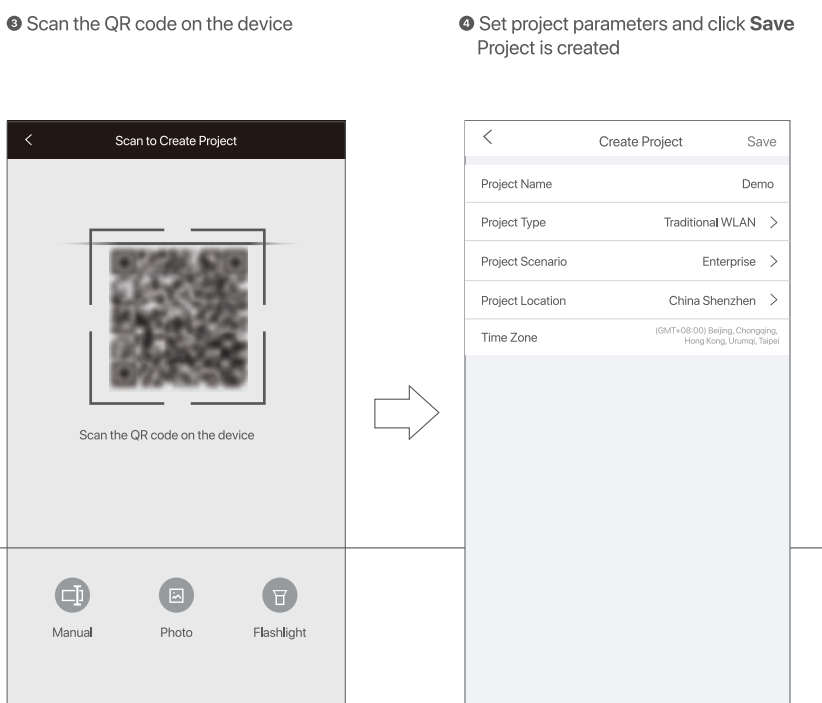 ❸ Scan the QR code on the device
❹ Set project parameters and click Save
Project is created
Scan to Create Project
Scan the QR code on the device
Manual
Photo
Flashlight
Create Project
Save
Project Name
Demo
Project Type
Traditional WLAN
Project Scenario
Enterprise
Project Location
China Shenzhen
Time Zone
(GMT+08:00) Beijing, Chongqing,
Hong Kong, Urumqi, Taipei